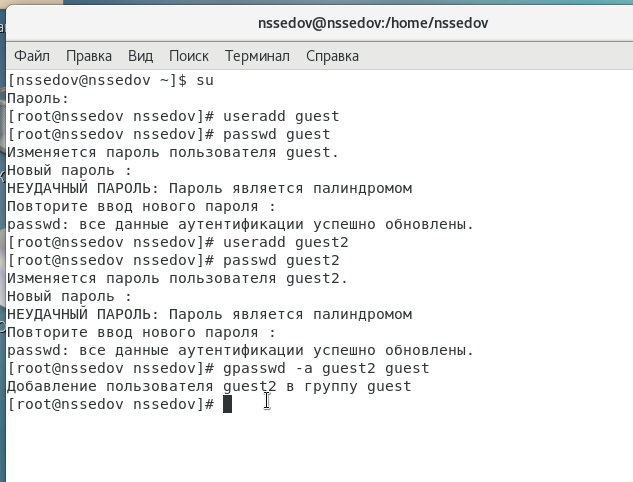 nssedov@nssedov:/home/nssedov
Файл Правка Вид Поиск Терминал Справка
[nssedov@nssedov ~]$ su
Пароль:
[root@nssedov nssedov]# useradd guest
[root@nssedov nssedov]# passwd guest
Изменяется пароль пользователя guest.
Новый пароль :
НЕУДАЧНЫЙ ПАРОЛЬ: Пароль является палиндромом
Повторите ввод нового пароля :
passwd: все данные аутентификации успешно обновлены.
[root@nssedov nssedov]# useradd guest2
[root@nssedov nssedov]# passwd guest2
Изменяется пароль пользователя guest2.
Новый пароль :
НЕУДАЧНЫЙ ПАРОЛЬ: Пароль является палиндромом
Повторите ввод нового пароля :
passwd: все данные аутентификации успешно обновлены.
[root@nssedov nssedov]# gpasswd -a guest2 guest
Добавление пользователя guest2 в группу guest
[root@nssedov nssedov]#